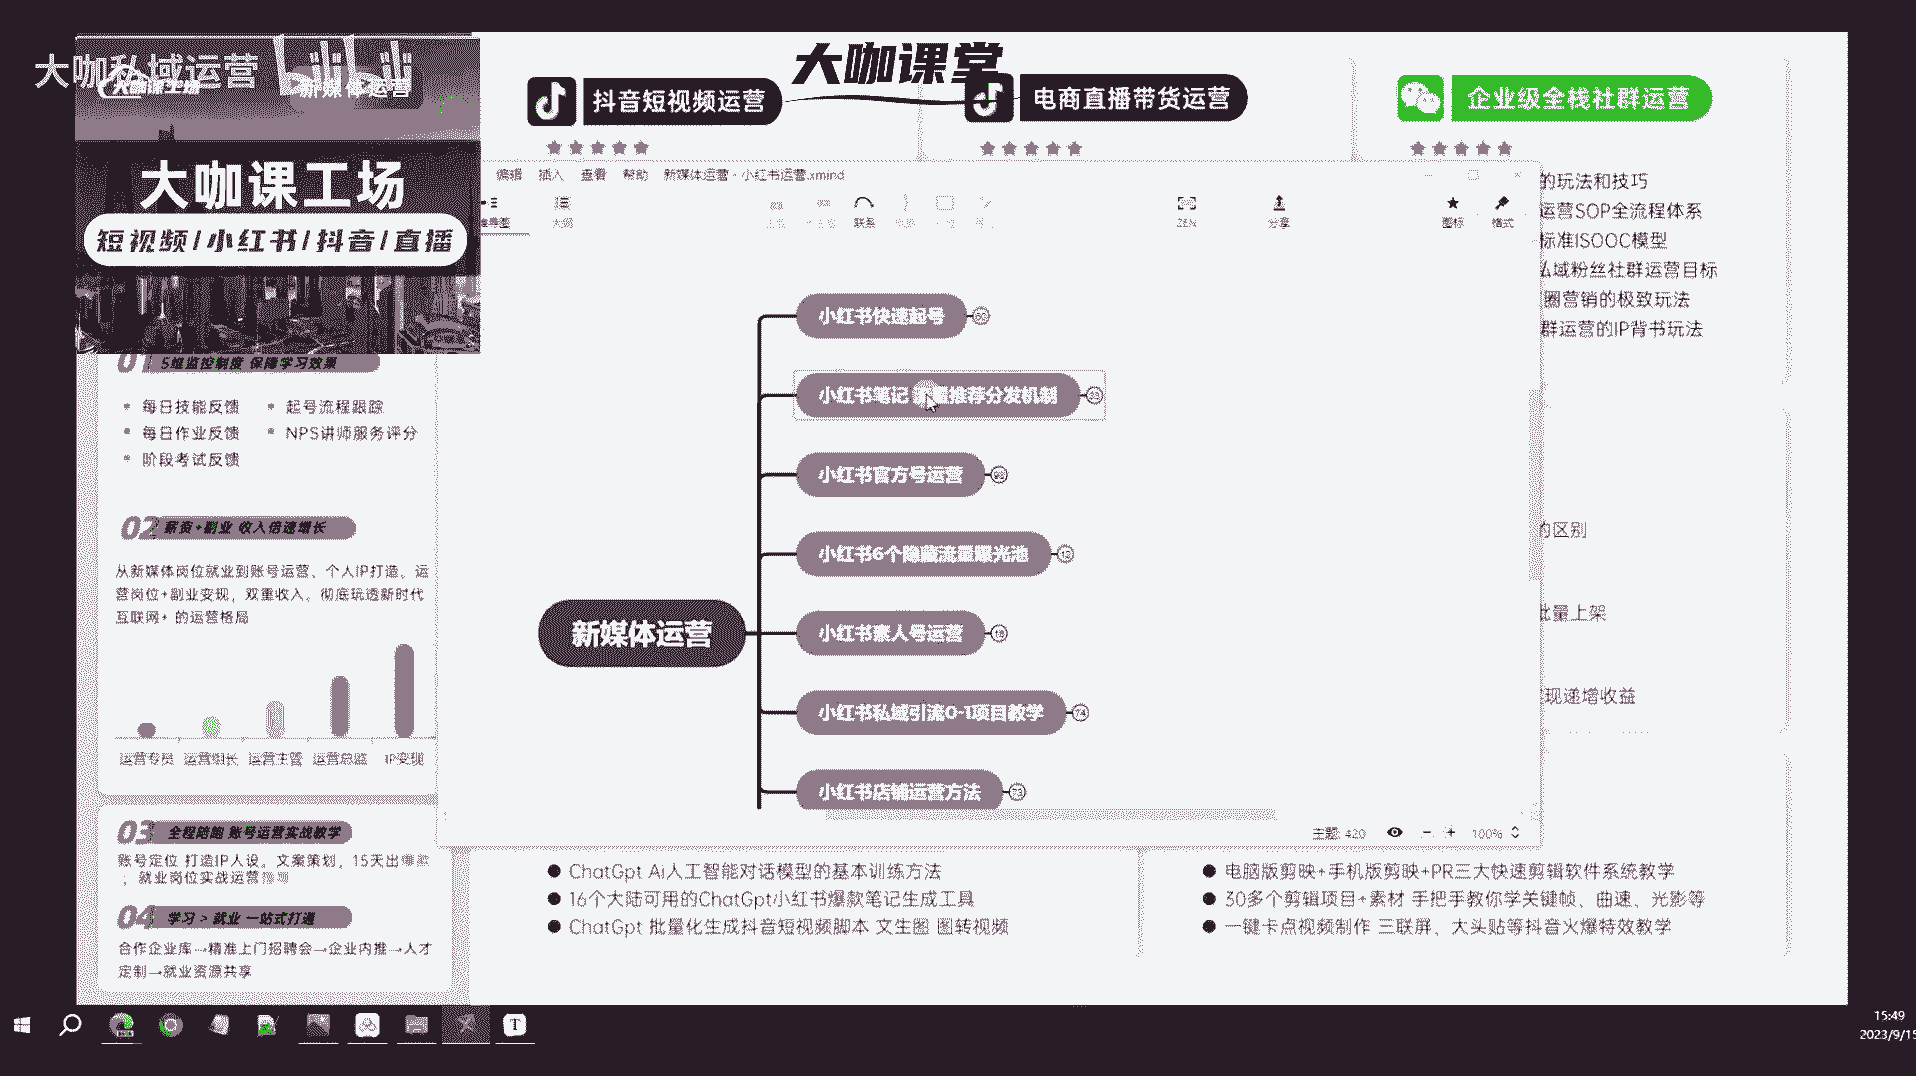 大咖私域运营
新媒体运营
大咖课工场
短视频/小红书/抖音/直播
大咖课堂
抖音短视频运营
电商直播带货运营
企业级全栈社群运营
编辑 插入 查看 帮助 新媒体运营 - 小红书运营.xmind
大纲
联系
ZEN
分享
图标
格式
的玩法和技巧
运营SOP全流程体系
标准ISOOC模型
私域粉丝社群运营目标
圈营销的极致玩法
群运营的IP背书玩法
的区别
批量上架
现递增收益
小红书快速起号
小红书笔记 流量推荐分发机制
小红书官方号运营
小红书6个隐藏流量曝光池
新媒体运营
小红书素人号运营
小红书私域引流0-1项目教学
74
小红书店铺运营方法
73
主题: 420
100%
01 5维监控制度 保障学习效果
每日技能反馈
起号流程跟踪
每日作业反馈
NPS讲师服务评分
阶段考试反馈
02 薪资+副业 收入倍速增长
从新媒体岗位就业到账号运营、个人IP打造。运
营岗位+副业变现，双重收入。彻底玩透新时代
互联网+ 的运营格局
运营专员 运营组长 运营主管 运营总监 IP变现
03 全程陪跑 账号运营实战教学
账号定位 打造IP人设。文案策划，15天出爆款
；就业岗位实战运营
04 学习 > 就业 一站式打通
合作企业库→精准上门招聘会→企业内推→人才
定制→就业资源共享
ChatGpt Ai人工智能对话模型的基本训练方法
16个大陆可用的ChatGpt小红书爆款笔记生成工具
ChatGpt 批量化生成抖音短视频脚本 文生图 图转视频
电脑版剪映+手机版剪映+PR三大快速剪辑软件系统教学
30多个剪辑项目+素材 手把手教你学关键帧、曲速、光影等
一键卡点视频制作 三联屏、大头贴等抖音火爆特效教学
15:49
2023/9/15